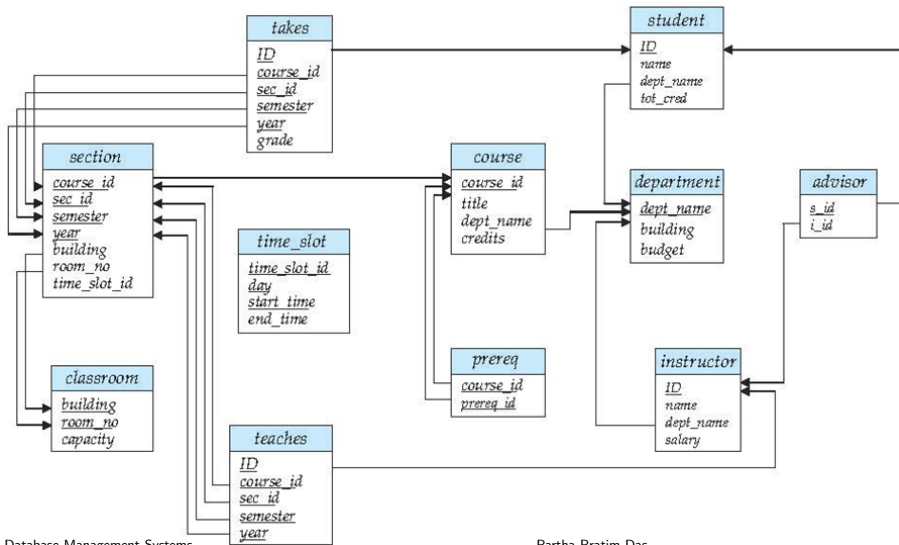 takes
ID
course_id
sec_id
semester
year
grade
student
ID
name
dept_name
tot_cred
section
course_id
sec_id
semester
year
building
room_no
time_slot_id
course
course_id
title
dept_name
credits
department
dept_name
building
budget
advisor
s_id
i_id
time_slot
time_slot_id
day
start_time
end_time
prereq
course_id
prereq_id
instructor
ID
name
dept_name
salary
classroom
building
room_no
capacity
teaches
ID
course_id
sec_id
semester
year
Database Management Systems
Partha Pratim Das